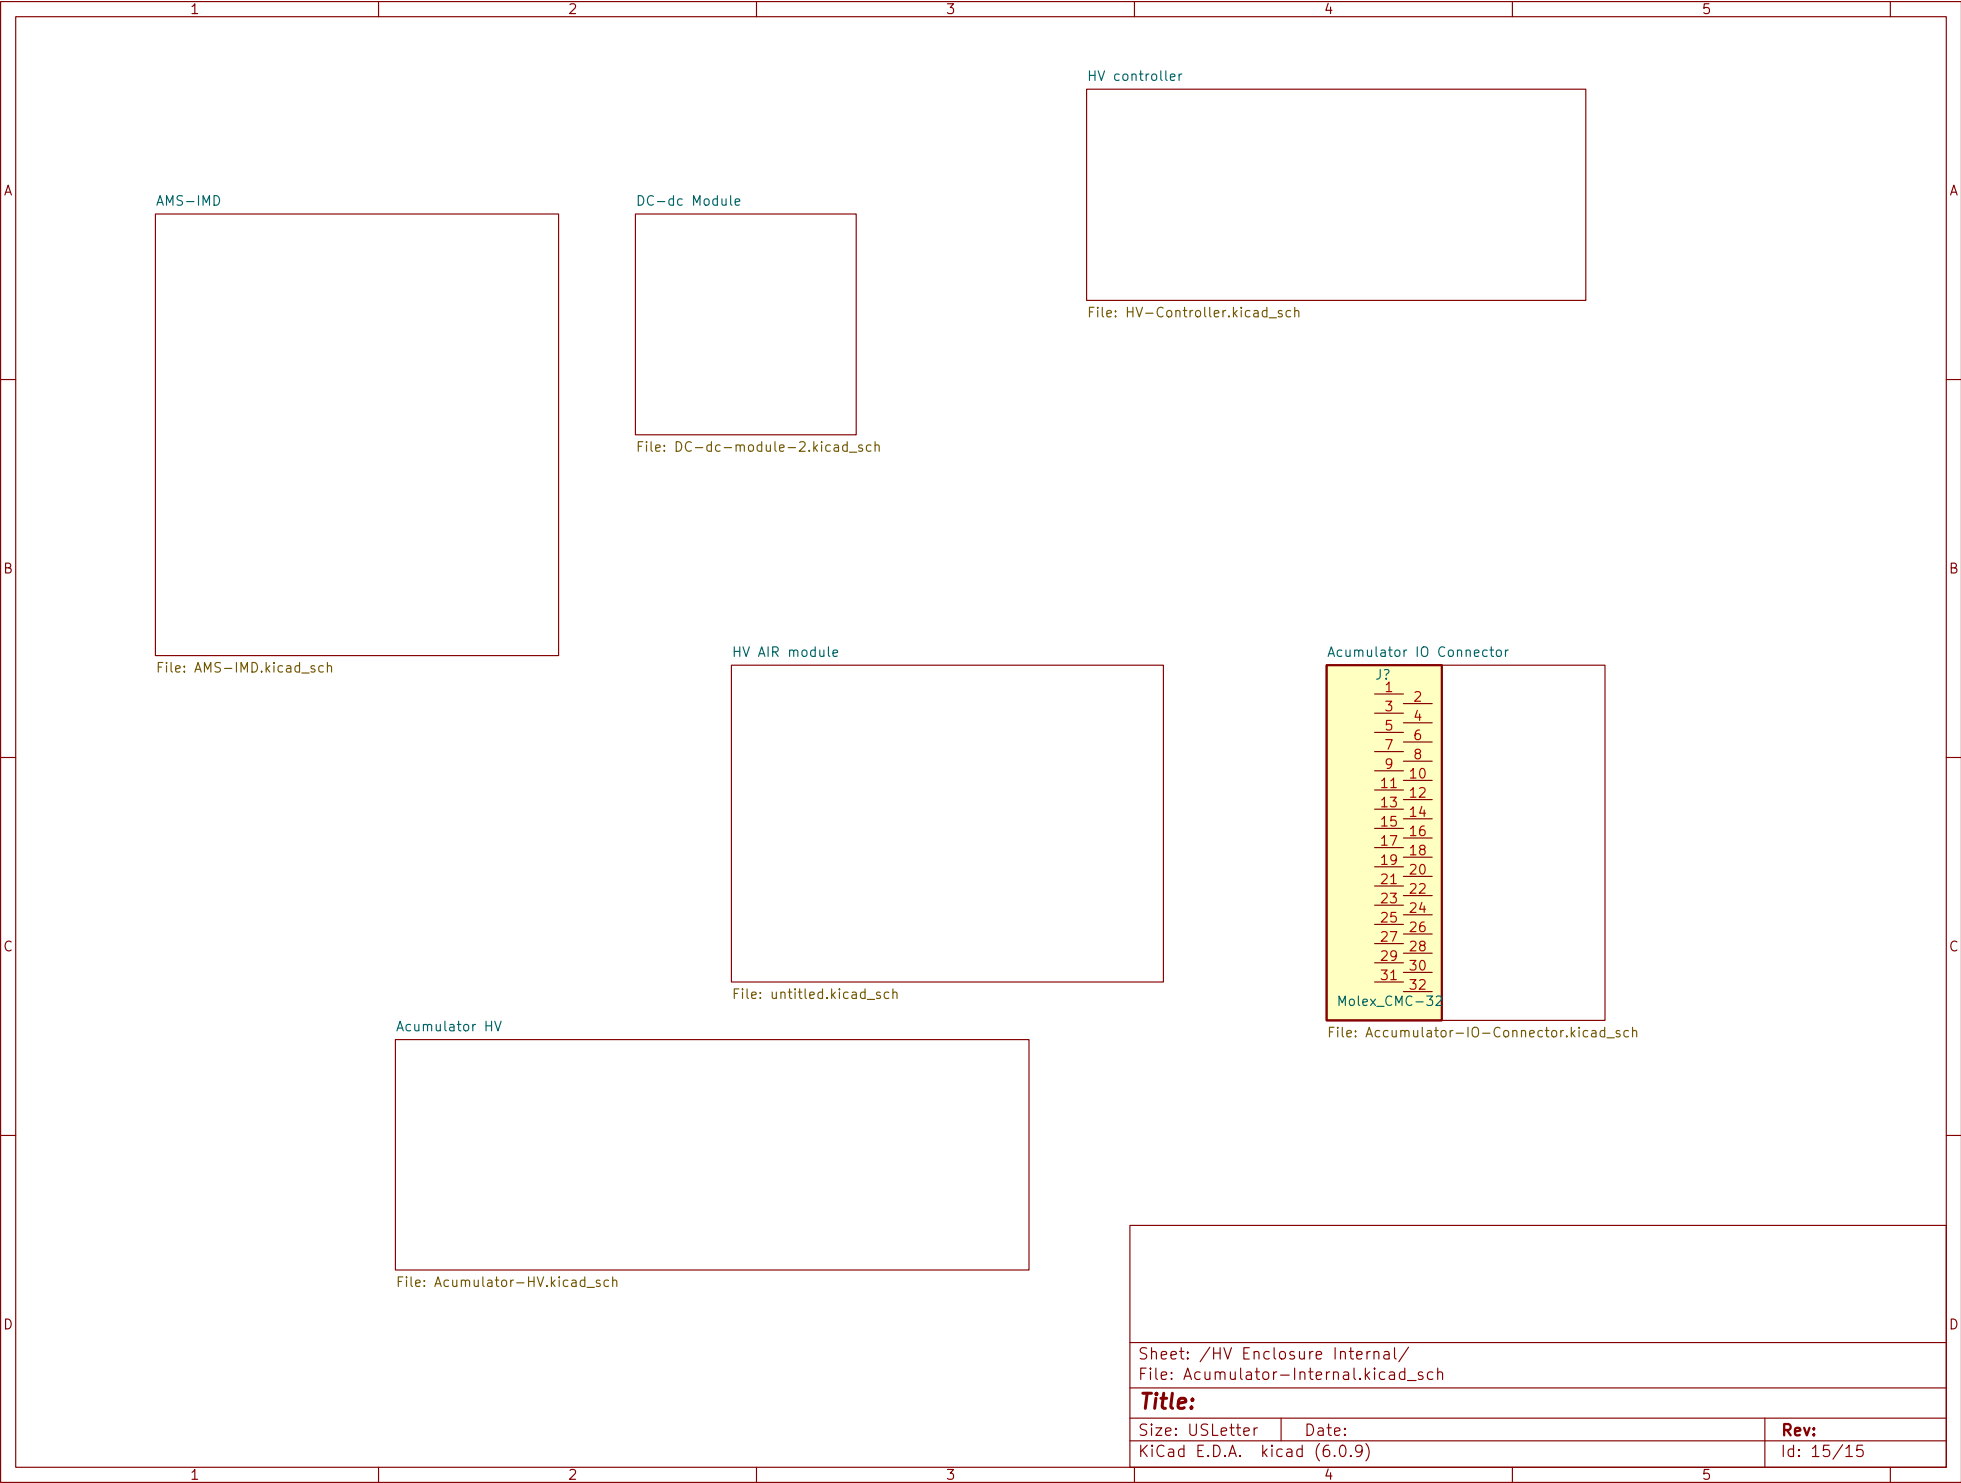 1 2 3 4 5
HV controller
A A
AMS-IMD
DC-dc Module
File: HV-Controller.kicad_sch
File: DC-dc-module-2.kicad_sch
B B
HV AIR module
Acumulator IO Connector
File: AMS-IMD.kicad_sch
J?
1
2
3
4
5
6
7
8
9
10
11
12
13
14
15
16
17
18
19
20
21
22
23
24
25
26
27
C C
28
29
30
31
32
File: untitled.kicad_sch
Molex_CMC-32
Acumulator HV
File: Accumulator-IO-Connector.kicad_sch
File: Acumulator-HV.kicad_sch
D D
Sheet: /HV Enclosure Internal/
File: Acumulator-Internal.kicad_sch
Title:
Size: USLetter Date: Rev:
KiCad E.D.A. kicad (6.0.9) Id: 15/15
1 2 3 4 5